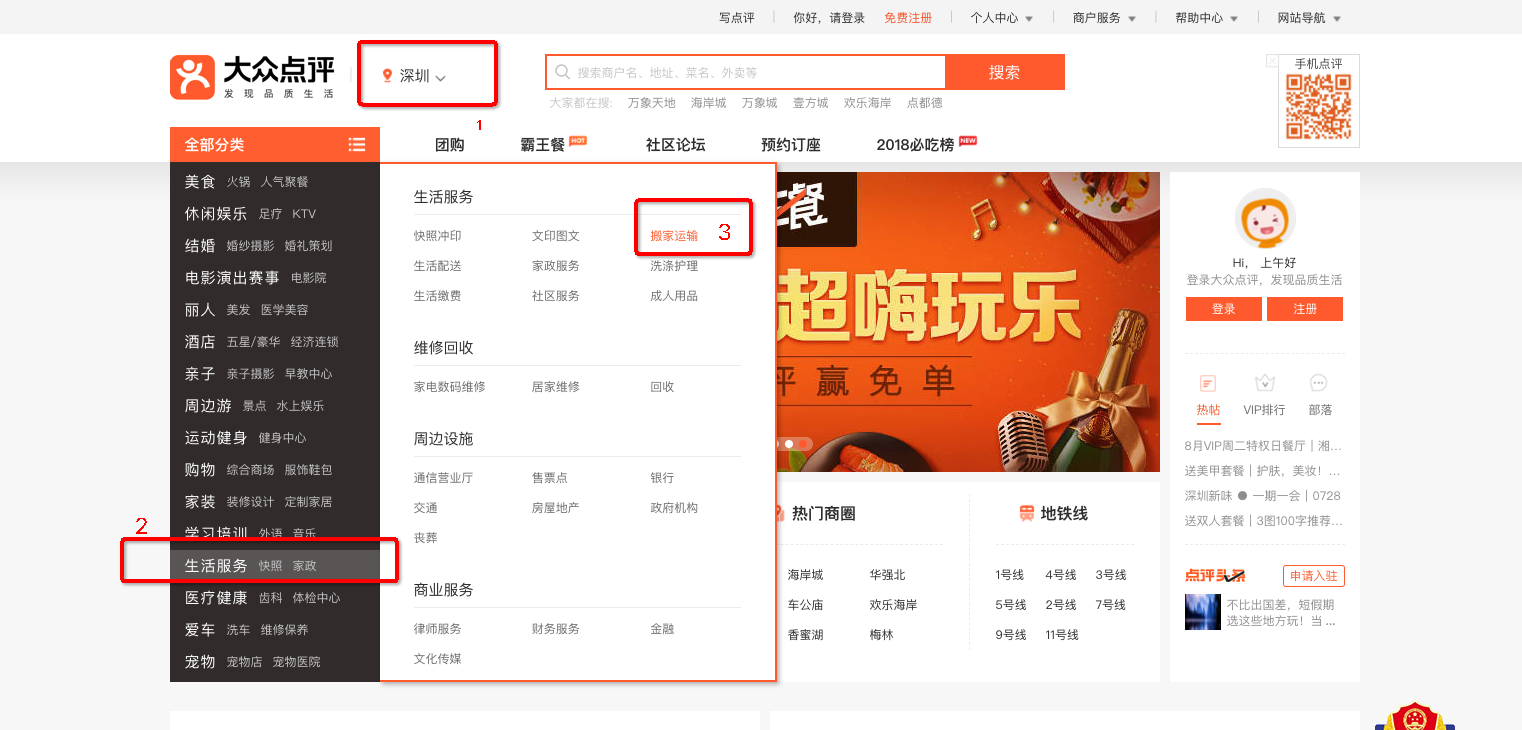 写点评 你好，请登录 免费注册 个人中心 商户服务 帮助中心 网站导航
大众点评
发现品质生活
深圳
1
搜索商户名、地址、菜名、外卖等
搜索
大家都在搜: 万象天地 海岸城 万象城 壹方城 欢乐海岸 点都德
手机点评
全部分类 团购 霸王餐 HOT 社区论坛 预约订座 2018必吃榜 NEW
美食 火锅 人气聚餐
休闲娱乐 足疗 KTV
结婚 婚纱摄影 婚礼策划
电影演出赛事 电影院
丽人 美发 医学美容
酒店 五星/豪华 经济连锁
亲子 亲子摄影 早教中心
周边游 景点 水上娱乐
运动健身 健身中心
购物 综合商场 服饰鞋包
家装 装修设计 定制家居
学习培训 外语 音乐
2
生活服务 快照 家政
医疗健康 齿科 体检中心
爱车 洗车 维修保养
宠物 宠物店 宠物医院
生活服务
快照冲印 文印图文 搬家运输 3
生活配送 家政服务 洗涤护理
生活缴费 社区服务 成人用品
维修回收
家电数码维修 居家维修 回收
周边设施
通信营业厅 售票点 银行
交通 房屋地产 政府机构
丧葬
商业服务
律师服务 财务服务 金融
文化传媒
餐
超嗨玩乐
评赢免单
热门商圈
海岸城 华强北
车公庙 欢乐海岸
香蜜湖 梅林
地铁线
1号线 4号线 3号线
5号线 2号线 7号线
9号线 11号线
Hi， 上午好
登录大众点评，发现品质生活
登录 注册
热帖 VIP排行 部落
8月VIP周二特权日餐厅 | 湘...
送美甲套餐 | 护肤，美妆！...
深圳新味 ● 一期一会 | 0728
送双人套餐 | 3图100字推荐...
点评头条 申请入驻
不比出国差，短假期
选这些地方玩！当 ...